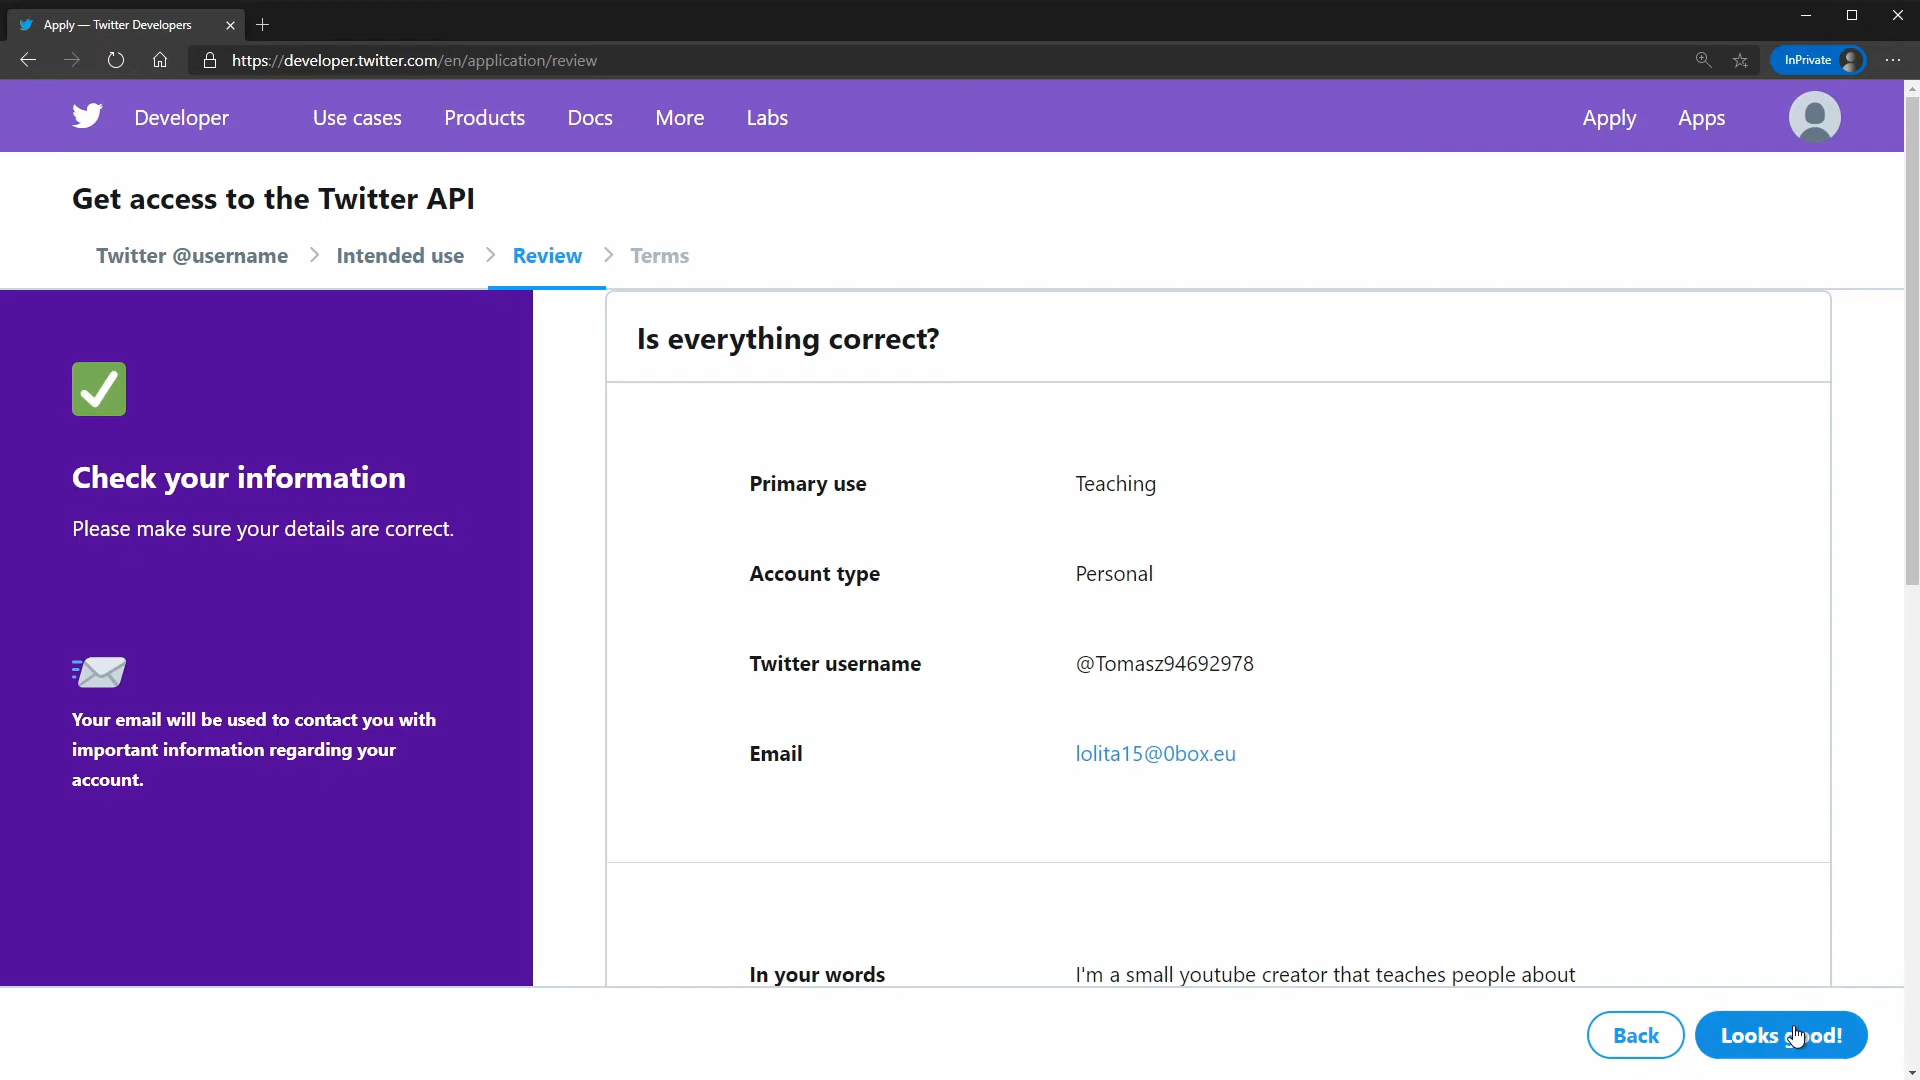 Apply — Twitter Developers
https://developer.twitter.com/en/application/review
InPrivate
Developer
Use cases
Products
Docs
More
Labs
Apply
Apps
Get access to the Twitter API
Twitter @username
Intended use
Review
Terms
Check your information
Please make sure your details are correct.
Your email will be used to contact you with
important information regarding your
account.
Is everything correct?
Primary use
Teaching
Account type
Personal
Twitter username
@Tomasz94692978
Email
lolita15@0box.eu
In your words
I'm a small youtube creator that teaches people about
Back
Looks good!